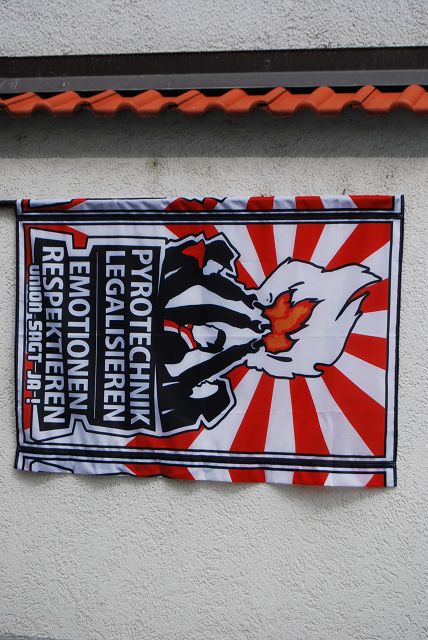 PYROTECHNIK
LEGALISIEREN
EMOTIONEN
RESPEKTIEREN
UNION SAGT JA!